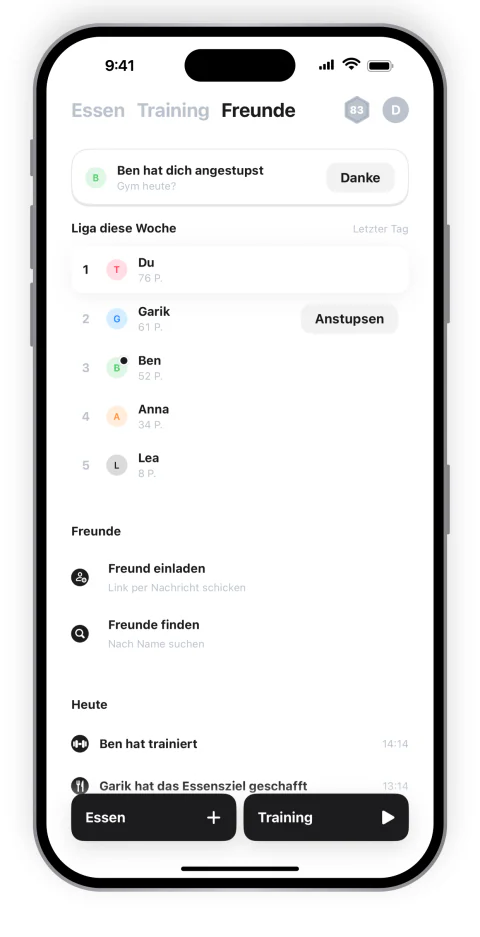 9:41
Essen Training Freunde 83 D
B Ben hat dich angestupst
Gym heute?
Danke
Liga diese Woche Letzter Tag
1 T Du
76 P.
2 G Garik
61 P.
Anstupsen
3 B Ben
52 P.
4 A Anna
34 P.
5 L Lea
8 P.
Freunde
Freund einladen
Link per Nachricht schicken
Freunde finden
Nach Name suchen
Heute
Ben hat trainiert 14:14
Garik hat das Essensziel geschafft 13:14
Essen Training